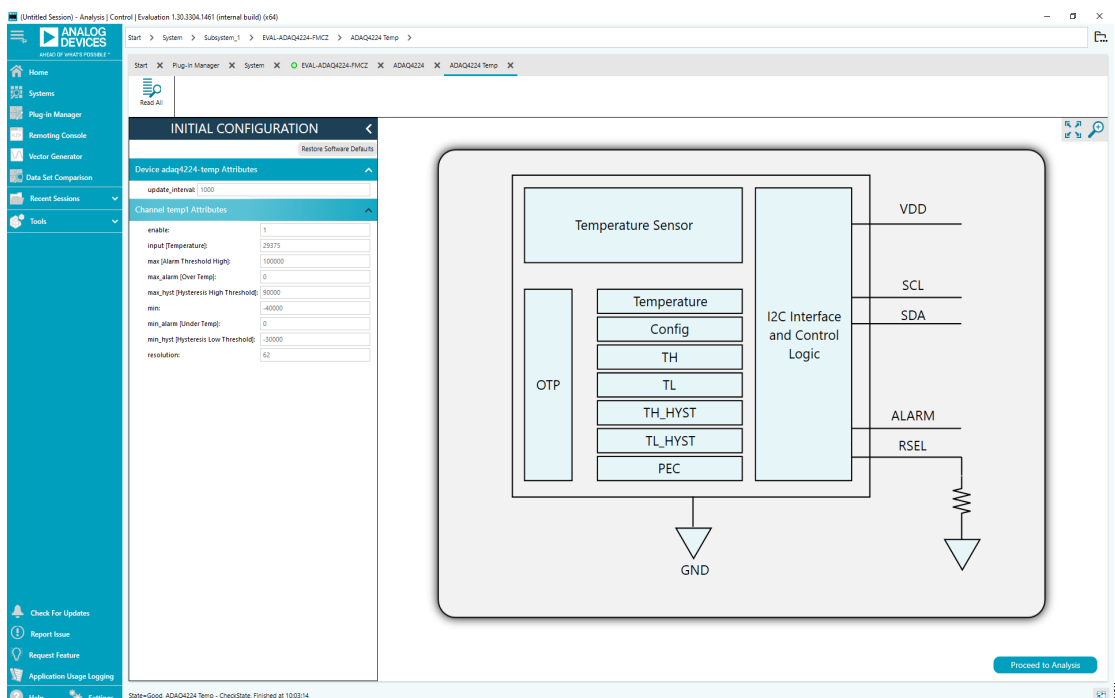 (Untitled Session) - Analysis | Control | Evaluation 1.30.3304.1461 (internal build) (x64)
ANALOG
DEVICES
AHEAD OF WHAT'S POSSIBLE™
Start > System > Subsystem_1 > EVAL-ADAQ4224-FMCZ > ADAQ4224 Temp >
Start X Plug-in Manager X System X EVAL-ADAQ4224-FMCZ X ADAQ4224 X ADAQ4224 Temp X
Read All
Home
Systems
Plug-in Manager
Remoting Console
Vector Generator
Data Set Comparison
Recent Sessions
Tools
Check For Updates
Report Issue
Request Feature
Application Usage Logging
Help Settings
INITIAL CONFIGURATION
Restore Software Defaults
Device adaq4224-temp Attributes
update_interval: 1000
Channel temp1 Attributes
enable: 1
input [Temperature]: 29375
max [Alarm Threshold High]: 100000
max_alarm [Over Temp]: 0
max_hyst [Hysteresis High Threshold]: 90000
min: -40000
min_alarm [Under Temp]: 0
min_hyst [Hysteresis Low Threshold]: -30000
resolution: 62
Temperature Sensor
OTP
Temperature
Config
TH
TL
TH_HYST
TL_HYST
PEC
I2C Interface
and Control
Logic
VDD
SCL
SDA
ALARM
RSEL
GND
Proceed to Analysis
State=Good, ADAQ4224 Temp - CheckState: Finished at 10:03:14